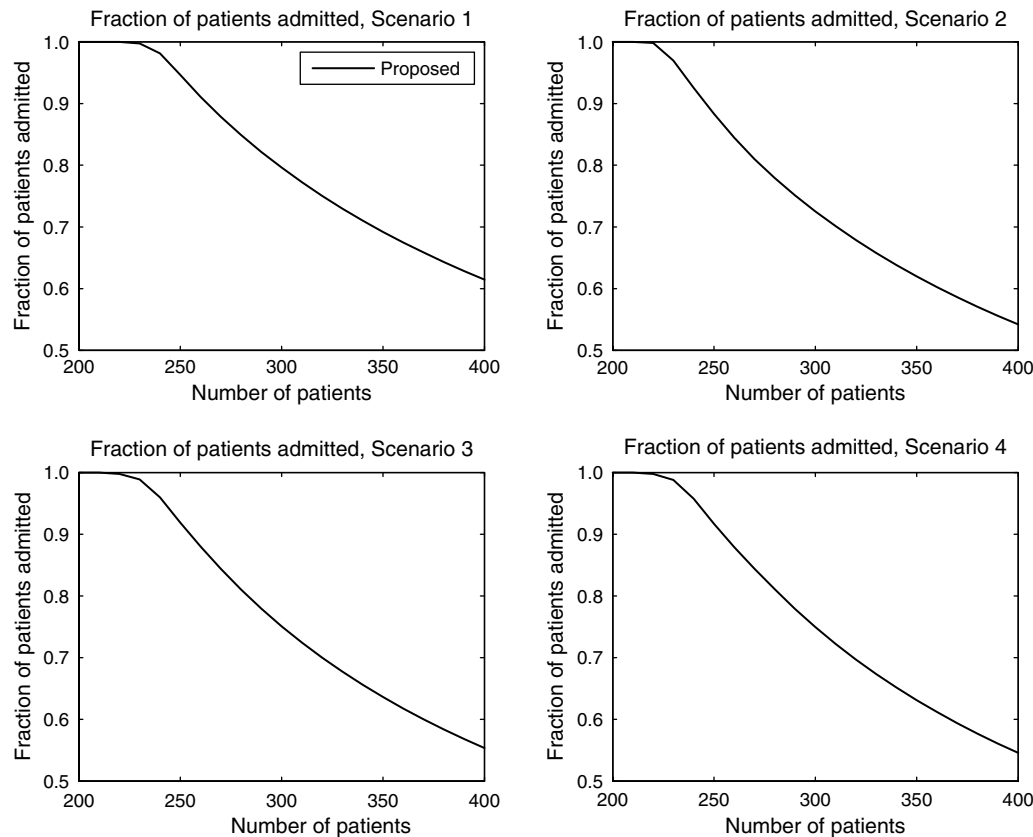 Fraction of patients admitted, Scenario 1
1.0
0.9
0.8
0.7
0.6
0.5
Fraction of patients admitted
Proposed
200 250 300 350 400
Number of patients
Fraction of patients admitted, Scenario 2
1.0
0.9
0.8
0.7
0.6
0.5
Fraction of patients admitted
200 250 300 350 400
Number of patients
Fraction of patients admitted, Scenario 3
1.0
0.9
0.8
0.7
0.6
0.5
Fraction of patients admitted
200 250 300 350 400
Number of patients
Fraction of patients admitted, Scenario 4
1.0
0.9
0.8
0.7
0.6
0.5
Fraction of patients admitted
200 250 300 350 400
Number of patients